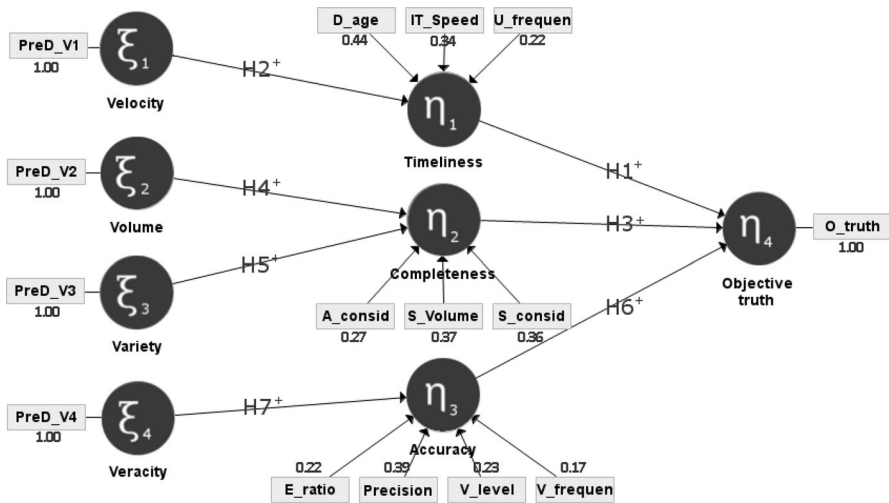 D_age IT_Speed U_frequen
0.44 0.34 0.22
PreD_V1 ξ1
1.00
Velocity
H2+
η1
Timeliness
PreD_V2 ξ2
1.00
Volume
H4+
η2
Completeness
H1+
H3+
η4 O_truth
1.00
Objective
truth
PreD_V3 ξ3
1.00
Variety
H5+
A_consid S_Volume S_consid
0.27 0.37 0.36
H6+
PreD_V4 ξ4
1.00
Veracity
H7+
η3
Accuracy
0.22 0.39 0.23 0.17
E_ratio Precision V_level V_frequen